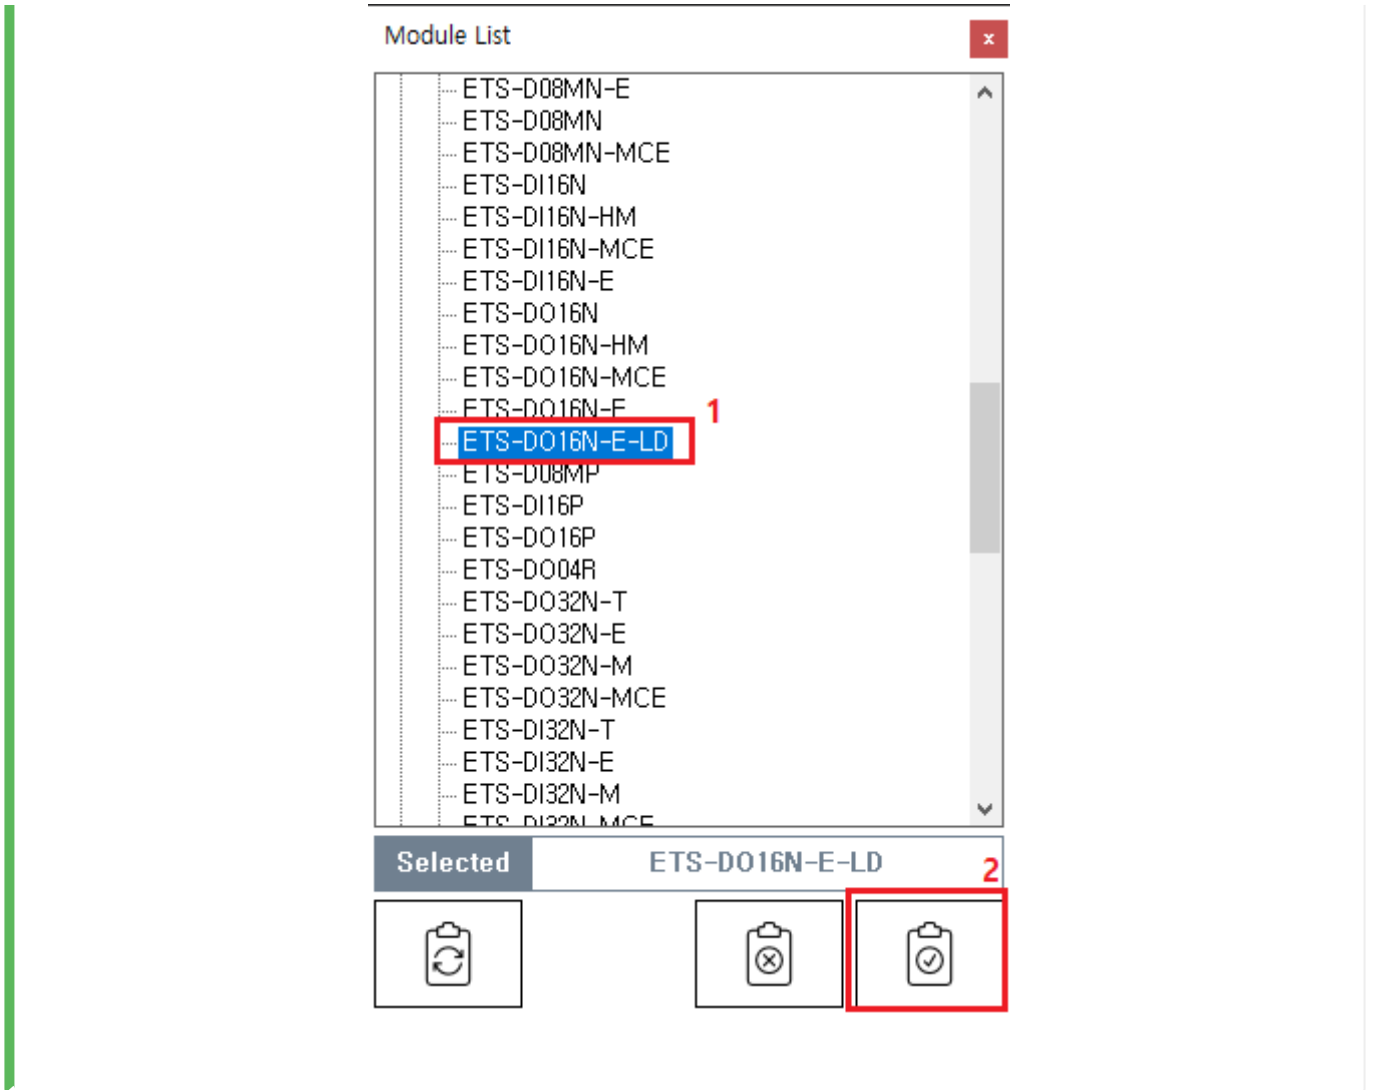 Module List
x
ETS-D08MN-E
ETS-D08MN
ETS-D08MN-MCE
ETS-DI16N
ETS-DI16N-HM
ETS-DI16N-MCE
ETS-DI16N-E
ETS-DO16N
ETS-DO16N-HM
ETS-DO16N-MCE
ETS-DO16N-E
1
ETS-DO16N-E-LD
ETS-D08MP
ETS-DI16P
ETS-DO16P
ETS-DO04R
ETS-DO32N-T
ETS-DO32N-E
ETS-DO32N-M
ETS-DO32N-MCE
ETS-DI32N-T
ETS-DI32N-E
ETS-DI32N-M
ETS-DI32N-MCE
Selected ETS-DO16N-E-LD
2